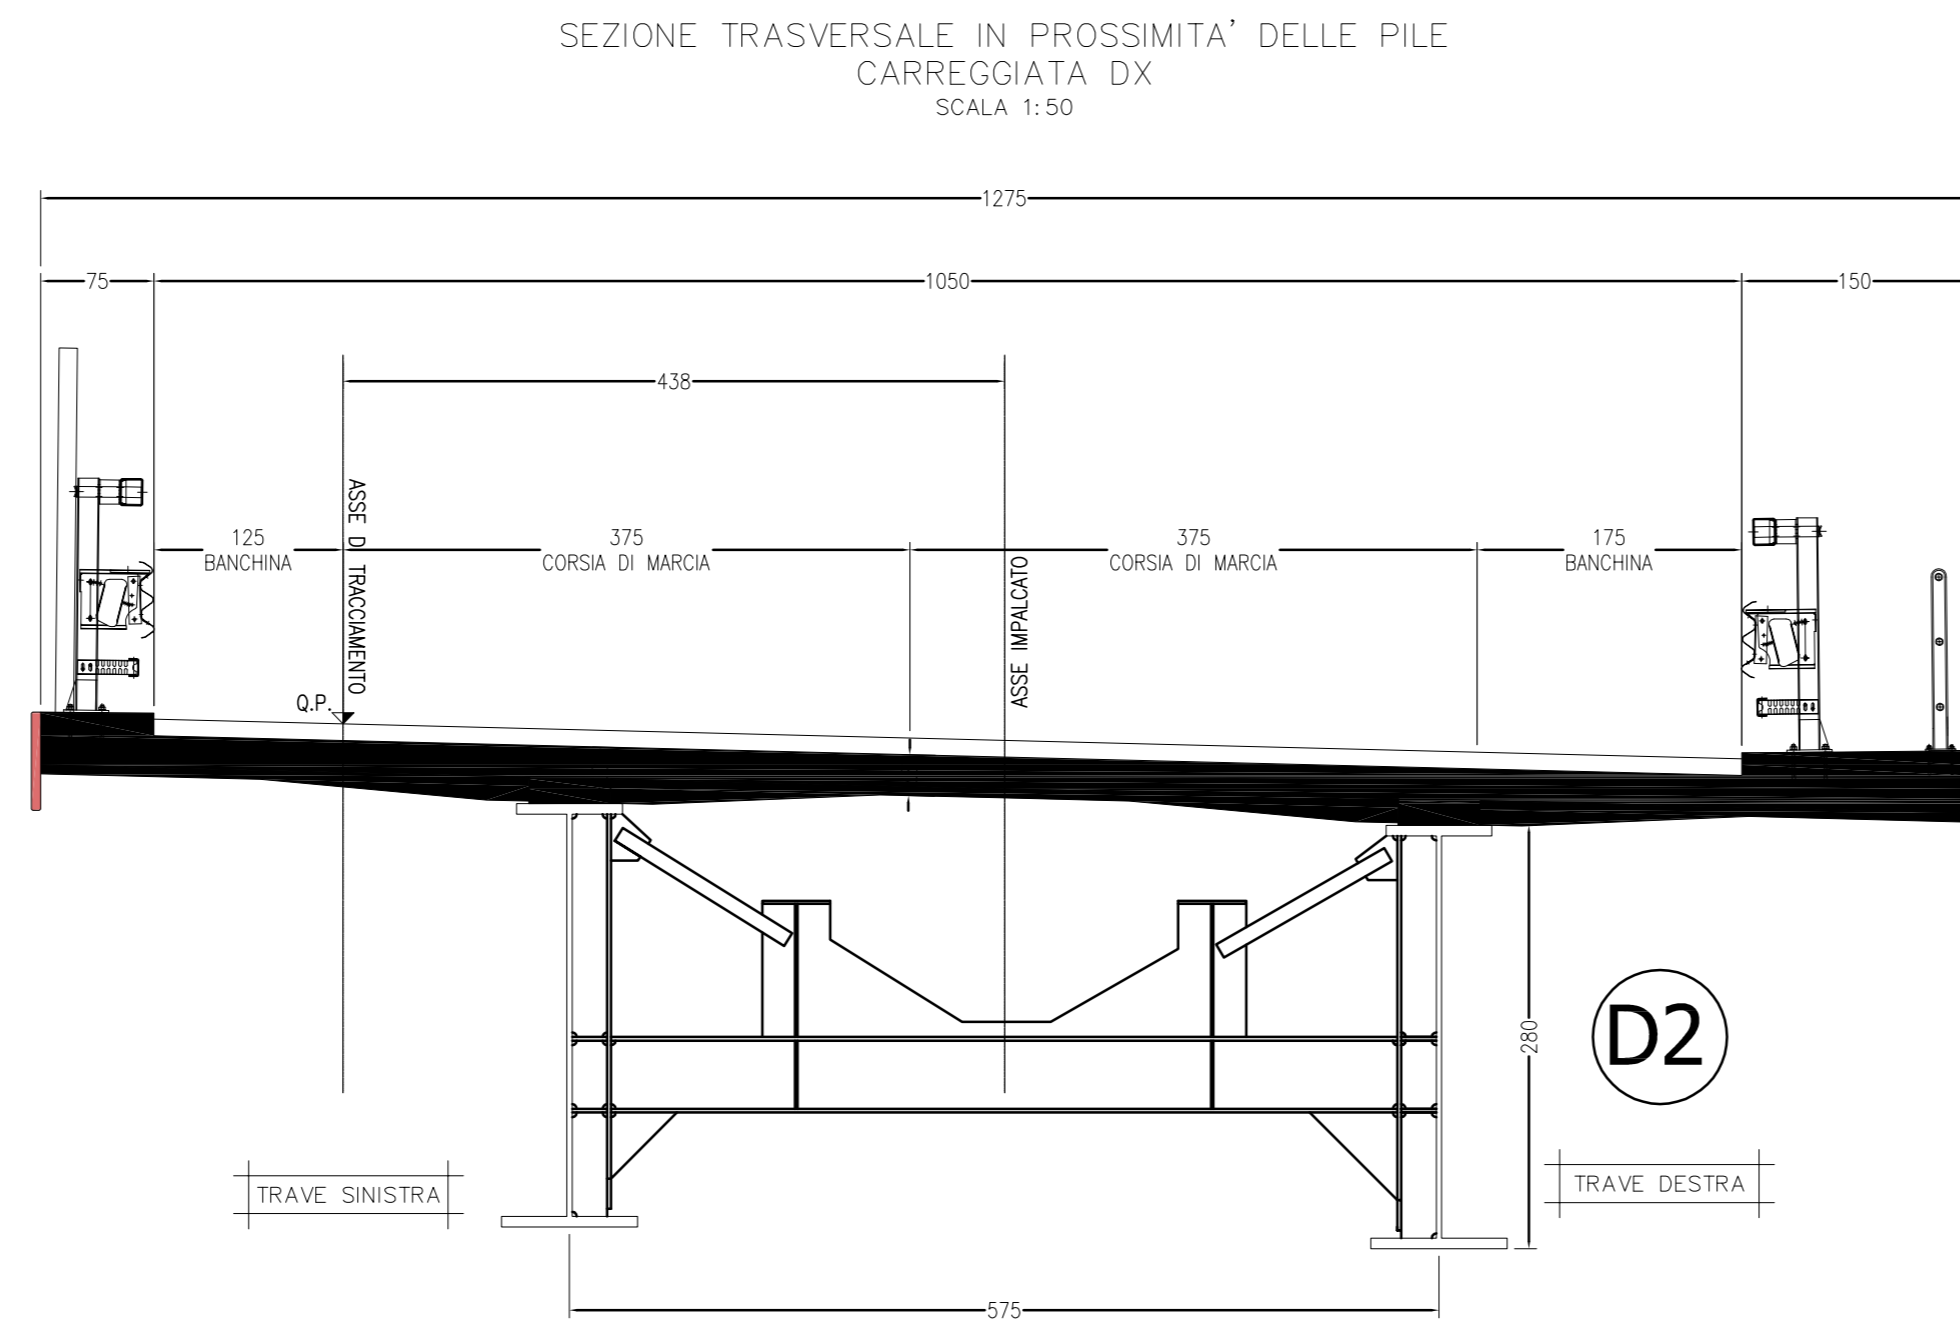 SEZIONE TRASVERSALE IN PROSSIMITA' DELLE PILE
CARREGGIATA DX
SCALA 1:50
1275
75
1050
150
438
ASSE DI TRACCIAMENTO
ASSE IMPALCATO
125
BANCHINA
375
CORSIA DI MARCIA
375
CORSIA DI MARCIA
175
BANCHINA
Q.P.
280
D2
TRAVE SINISTRA
TRAVE DESTRA
575